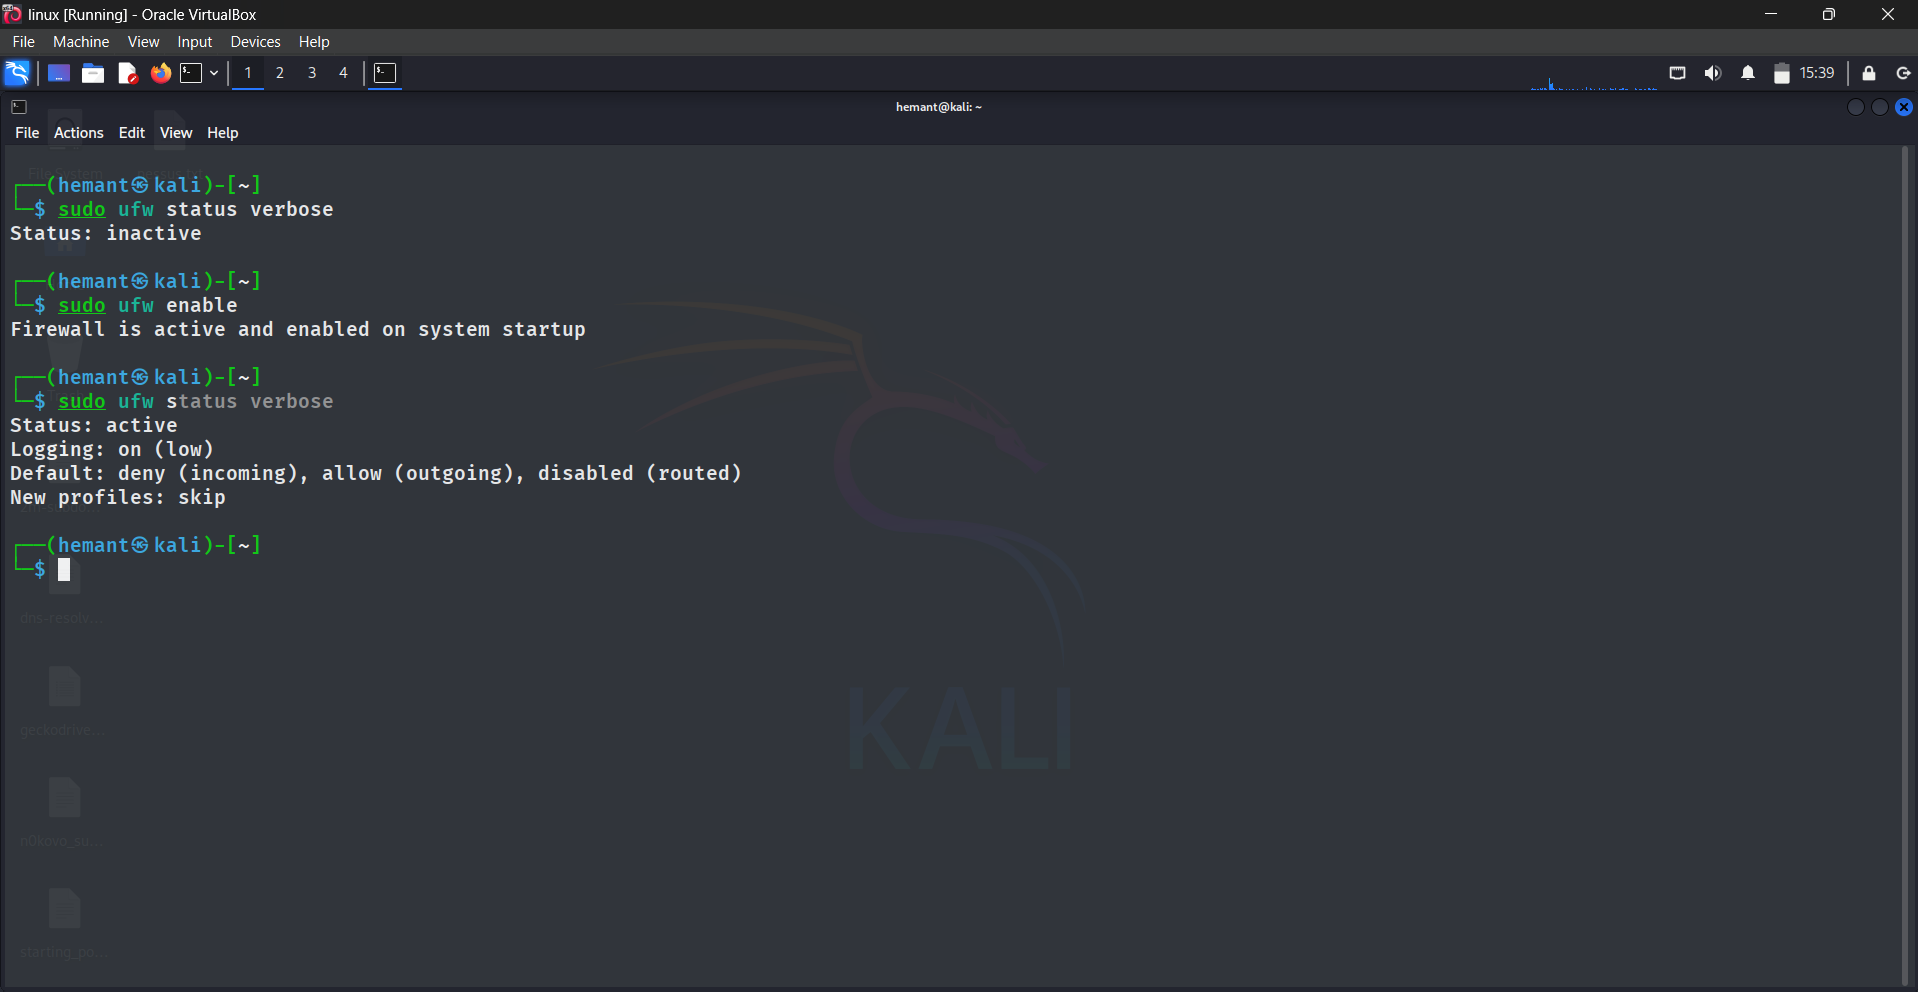 linux [Running] - Oracle VirtualBox
File Machine View Input Devices Help
1 2 3 4 15:39
hemant@kali: ~
File Actions Edit View Help
File System
┌──(hemant㉿kali)-[~]
└─$ sudo ufw status verbose
Status: inactive
┌──(hemant㉿kali)-[~]
└─$ sudo ufw enable
Firewall is active and enabled on system startup
┌──(hemant㉿kali)-[~]
└─$ sudo ufw status verbose
Status: active
Logging: on (low)
Default: deny (incoming), allow (outgoing), disabled (routed)
New profiles: skip
┌──(hemant㉿kali)-[~]
└─$
dns-resolv...
geckodrive...
KALI
n0kovo_su...
starting_po...